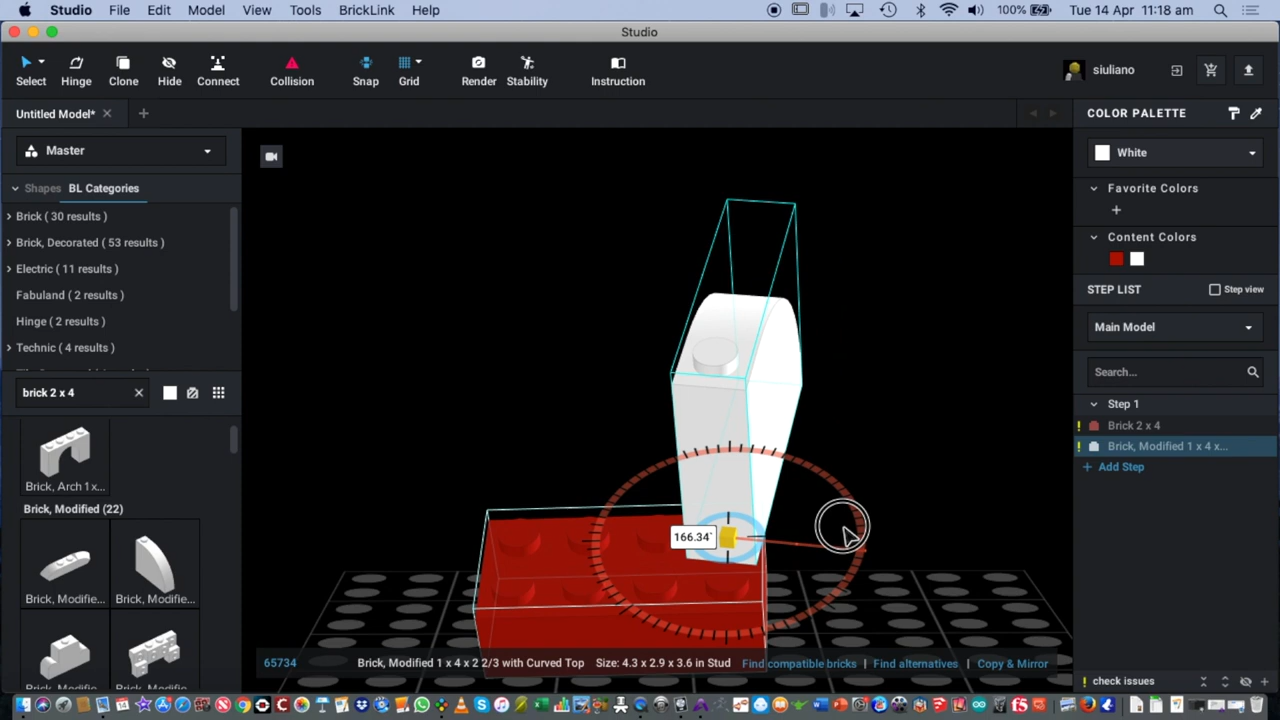 Studio File Edit Model View Tools BrickLink Help 100% Tue 14 Apr 11:18 am
Studio
Select Hinge Clone Hide Connect Collision Snap Grid Render Stability Instruction siuliano
Untitled Model* COLOR PALETTE
Master White
Shapes BL Categories Favorite Colors
Brick ( 30 results )
Brick, Decorated ( 53 results ) Content Colors
Electric ( 11 results )
Fabuland ( 2 results ) STEP LIST Step view
Hinge ( 2 results ) Main Model
Technic ( 4 results )
brick 2 x 4 Search...
Step 1
Brick 2 x 4
Brick, Modified 1 x 4 x...
Add Step
Brick, Arch 1x...
Brick, Modified (22)
166.34°
Brick, Modifie... Brick, Modifie...
65734 Brick, Modified 1 x 4 x 2 2/3 with Curved Top Size: 4.3 x 2.9 x 3.6 in Stud Find compatible bricks | Find alternatives | Copy & Mirror
Brick, Modifie... Brick, Modifie...
check issues